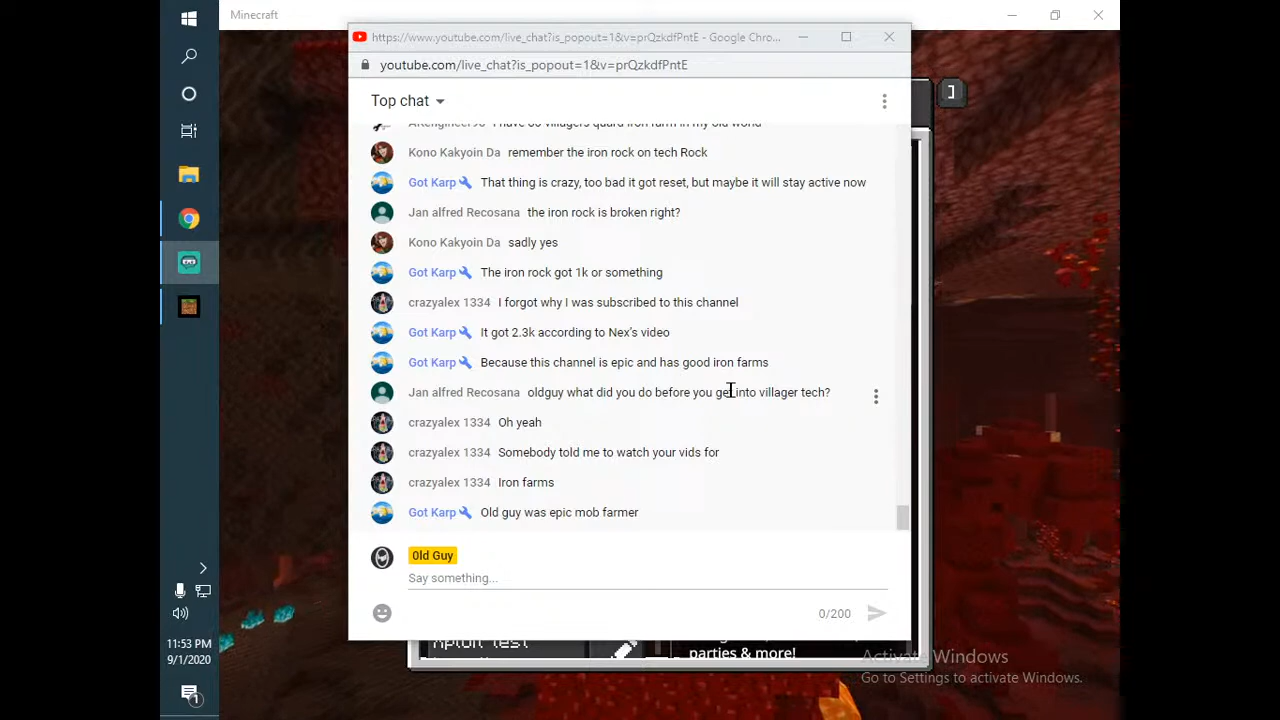 Minecraft
https://www.youtube.com/live_chat?is_popout=1&v=prQzkdfPntE - Google Chro...
youtube.com/live_chat?is_popout=1&v=prQzkdfPntE
Top chat
Kono Kakyoin Da remember the iron rock on tech Rock
Got Karp That thing is crazy, too bad it got reset, but maybe it will stay active now
Jan alfred Recosana the iron rock is broken right?
Kono Kakyoin Da sadly yes
Got Karp The iron rock got 1k or something
crazyalex 1334 I forgot why I was subscribed to this channel
Got Karp It got 2.3k according to Nex's video
Got Karp Because this channel is epic and has good iron farms
Jan alfred Recosana oldguy what did you do before you get into villager tech?
crazyalex 1334 Oh yeah
crazyalex 1334 Somebody told me to watch your vids for
crazyalex 1334 Iron farms
Got Karp Old guy was epic mob farmer
0ld Guy
Say something...
0/200
parties & more!
11:53 PM
9/1/2020
1
Activate Windows
Go to Settings to activate Windows.